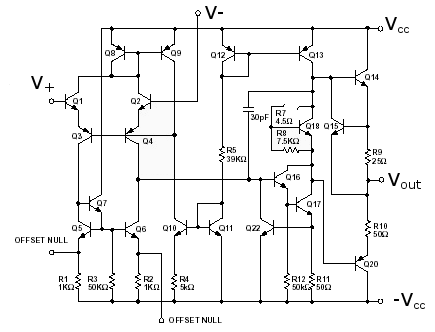 V-
Vcc
Q8
Q9
Q12
Q13
Q14
V+
Q1
Q2
30pF
R7
4.5Ω
Q18
Q15
R8
7.5KΩ
Q3
Q4
R5
39KΩ
R9
25Ω
Q16
Vout
Q7
Q17
Q5
Q6
Q10
Q11
Q22
R10
50Ω
OFFSET NULL
Q20
R1
1KΩ
R3
50KΩ
R2
1KΩ
R4
5kΩ
R12
50kΩ
R11
50Ω
-Vcc
OFFSET NULL